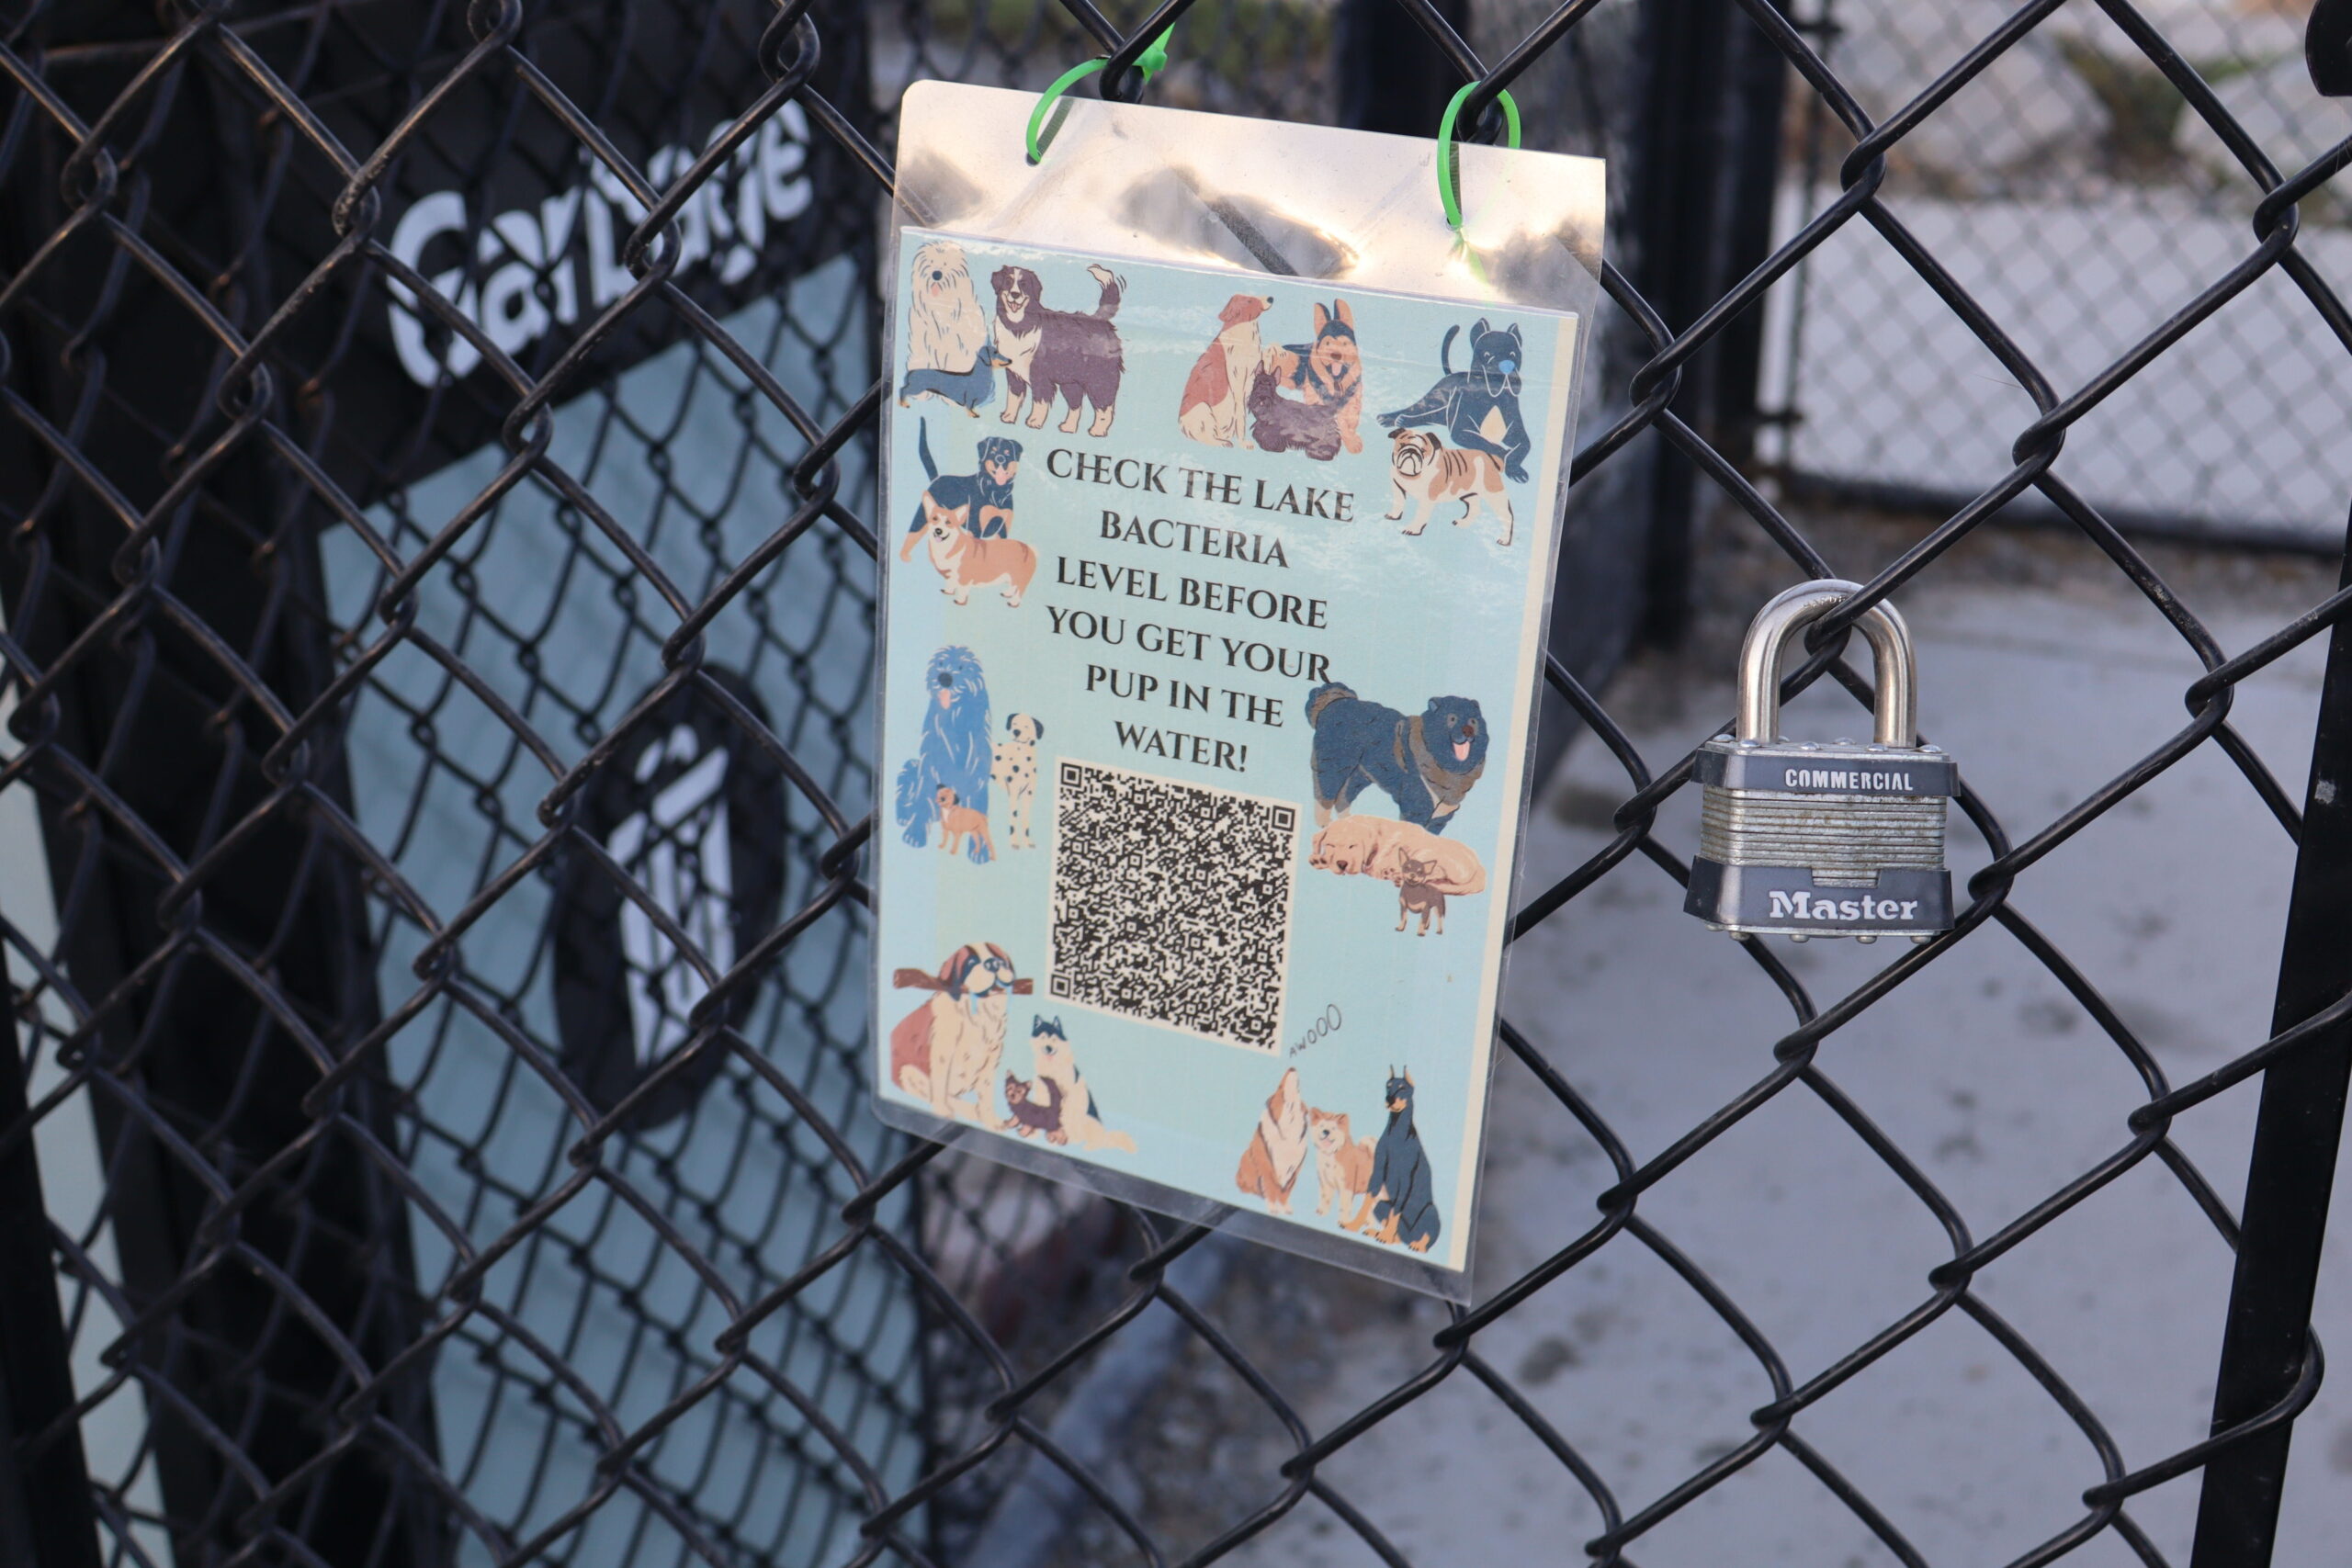 Garbage
CHECK THE LAKE
BACTERIA
LEVEL BEFORE
YOU GET YOUR
PUP IN THE
WATER!
AWOOO
COMMERCIAL
Master